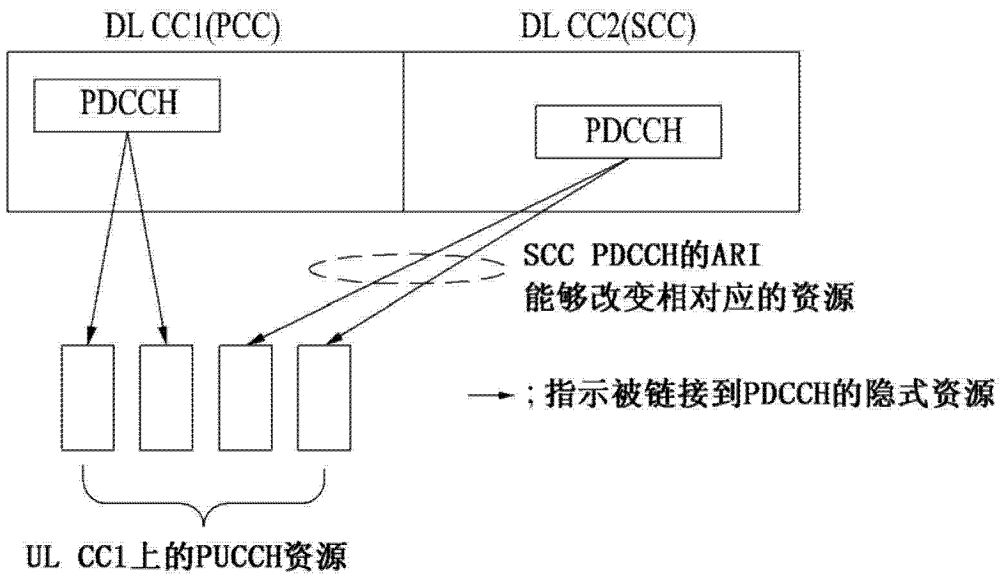 DL CC1(PCC)
DL CC2(SCC)
PDCCH
PDCCH
SCC PDCCH的ARI
能够改变相对应的资源
;指示被链接到PDCCH的隐式资源
UL CC1上的PUCCH资源